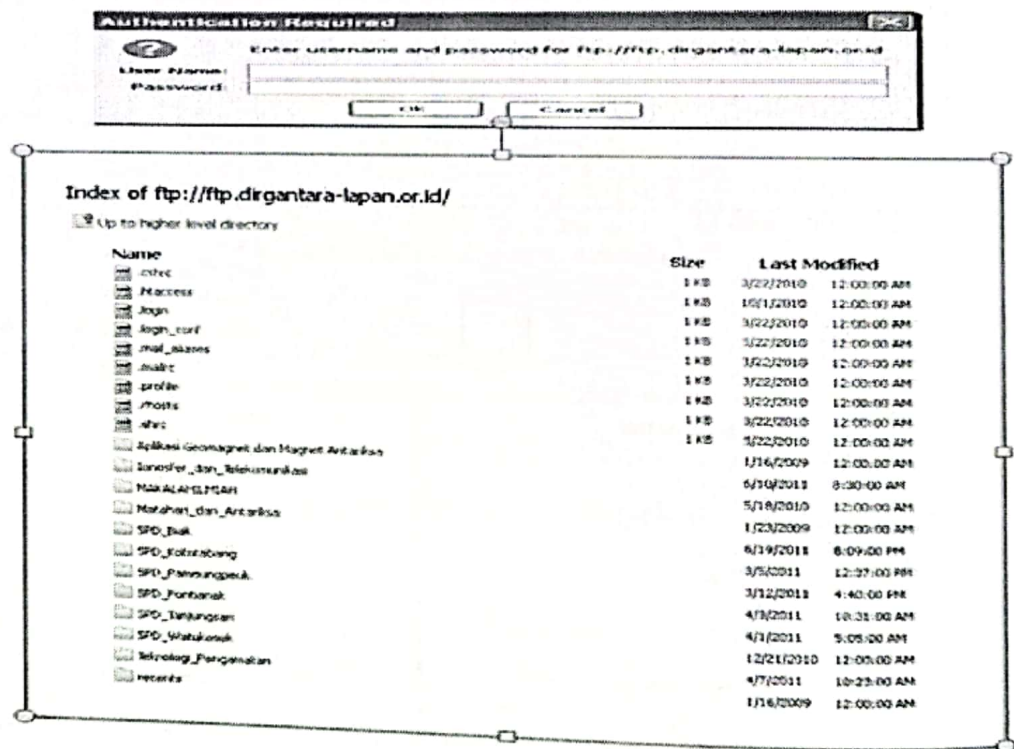 Authentication Required
Enter username and password for ftp://ftp.dirgantara-lapan.or.id
User Name:
Password:
OK Cancel
Index of ftp://ftp.dirgantara-lapan.or.id/
Up to higher level directory
Name Size Last Modified
.cshrc 1 KB 3/22/2010 12:00:00 AM
.htaccess 1 KB 10/1/2010 12:00:00 AM
.login 1 KB 3/22/2010 12:00:00 AM
.login_conf 1 KB 3/22/2010 12:00:00 AM
.mail_aliases 1 KB 3/22/2010 12:00:00 AM
.mailrc 1 KB 3/22/2010 12:00:00 AM
.profile 1 KB 3/22/2010 12:00:00 AM
.rhosts 1 KB 3/22/2010 12:00:00 AM
.shrc 1 KB 3/22/2010 12:00:00 AM
Aplikasi Geomagnet dan Magnet Antariksa 1/16/2009 12:00:00 AM
Ionosfer_dan_Telekomunikasi 6/10/2011 8:30:00 AM
MAKALAHILMIAH 5/18/2010 12:00:00 AM
Matahari_dan_Antariksa 1/23/2009 12:00:00 AM
SPD_Biak 6/19/2011 8:09:00 PM
SPD_Kototabang 3/5/2011 12:37:00 PM
SPD_Pameungpeuk 3/12/2011 4:40:00 PM
SPD_Pontianak 4/3/2011 10:31:00 AM
SPD_Tanjungsari 4/1/2011 5:05:00 AM
SPD_Watukosek 12/21/2010 12:00:00 AM
Teknologi_Pengamatan 4/7/2011 10:23:00 AM
recents 1/16/2009 12:00:00 AM